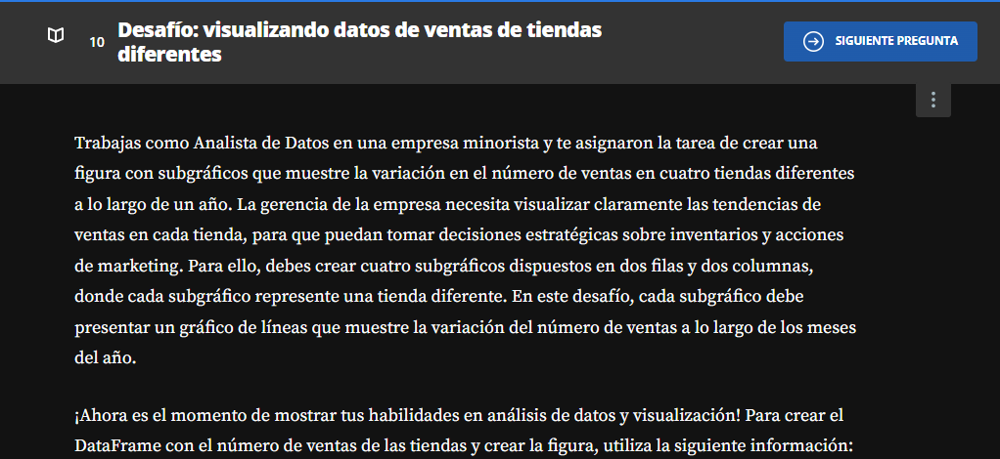 10
Desafío: visualizando datos de ventas de tiendas
diferentes
SIGUIENTE PREGUNTA
Trabajas como Analista de Datos en una empresa minorista y te asignaron la tarea de crear una
figura con subgráficos que muestre la variación en el número de ventas en cuatro tiendas diferentes
a lo largo de un año. La gerencia de la empresa necesita visualizar claramente las tendencias de
ventas en cada tienda, para que puedan tomar decisiones estratégicas sobre inventarios y acciones
de marketing. Para ello, debes crear cuatro subgráficos dispuestos en dos filas y dos columnas,
donde cada subgráfico represente una tienda diferente. En este desafío, cada subgráfico debe
presentar un gráfico de líneas que muestre la variación del número de ventas a lo largo de los meses
del año.
¡Ahora es el momento de mostrar tus habilidades en análisis de datos y visualización! Para crear el
DataFrame con el número de ventas de las tiendas y crear la figura, utiliza la siguiente información: